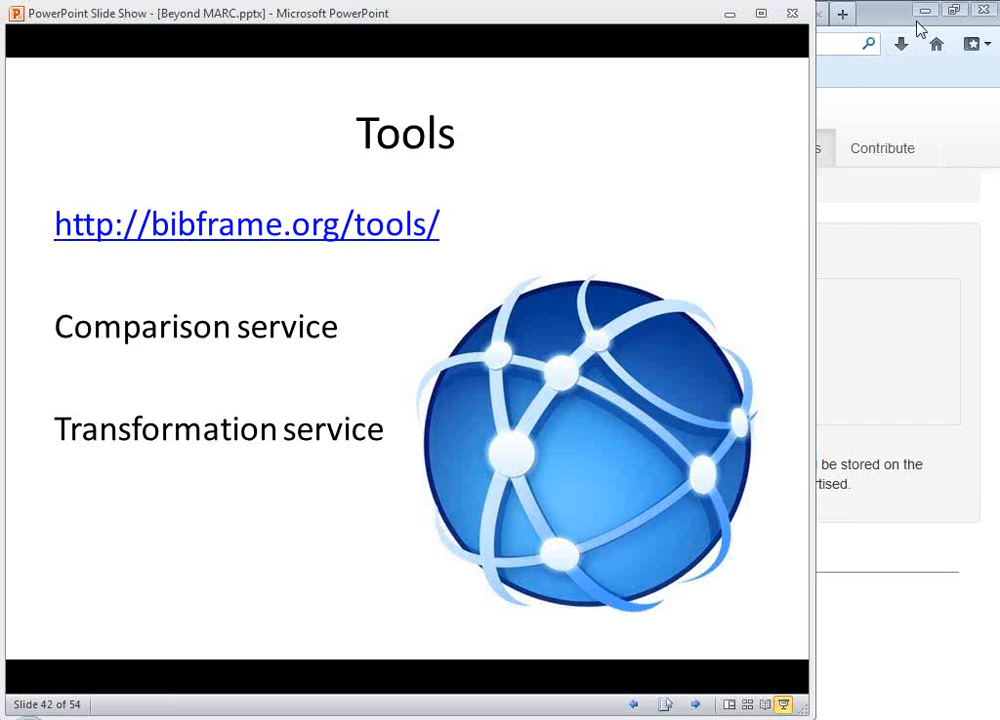 PowerPoint Slide Show - [Beyond MARC.pptx] - Microsoft PowerPoint
Tools
http://bibframe.org/tools/
Comparison service
Transformation service
Slide 42 of 54
s
Contribute
be stored on the
rtised.